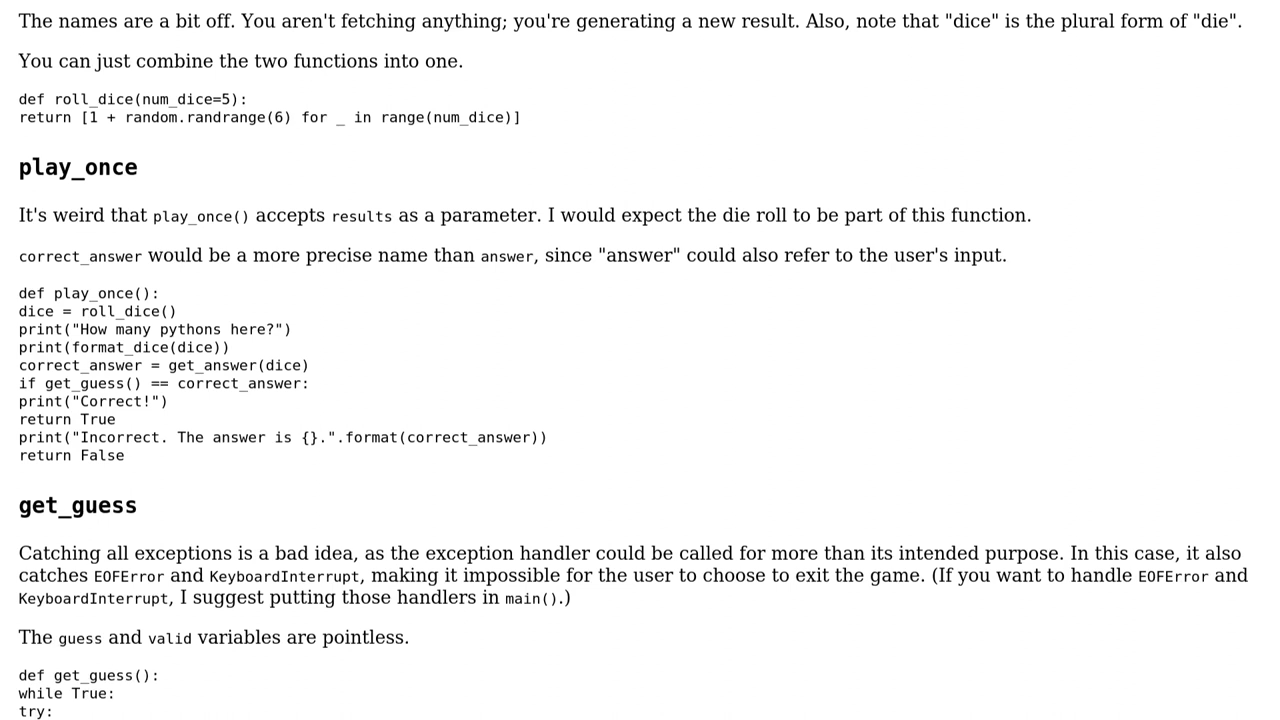 The names are a bit off. You aren't fetching anything; you're generating a new result. Also, note that "dice" is the plural form of "die".
You can just combine the two functions into one.
def roll_dice(num_dice=5):
return [1 + random.randrange(6) for _ in range(num_dice)]
play_once
It's weird that play_once() accepts results as a parameter. I would expect the die roll to be part of this function.
correct_answer would be a more precise name than answer, since "answer" could also refer to the user's input.
def play_once():
dice = roll_dice()
print("How many pythons here?")
print(format_dice(dice))
correct_answer = get_answer(dice)
if get_guess() == correct_answer:
print("Correct!")
return True
print("Incorrect. The answer is {}.".format(correct_answer))
return False
get_guess
Catching all exceptions is a bad idea, as the exception handler could be called for more than its intended purpose. In this case, it also
catches EOFError and KeyboardInterrupt, making it impossible for the user to choose to exit the game. (If you want to handle EOFError and
KeyboardInterrupt, I suggest putting those handlers in main().)
The guess and valid variables are pointless.
def get_guess():
while True:
try: